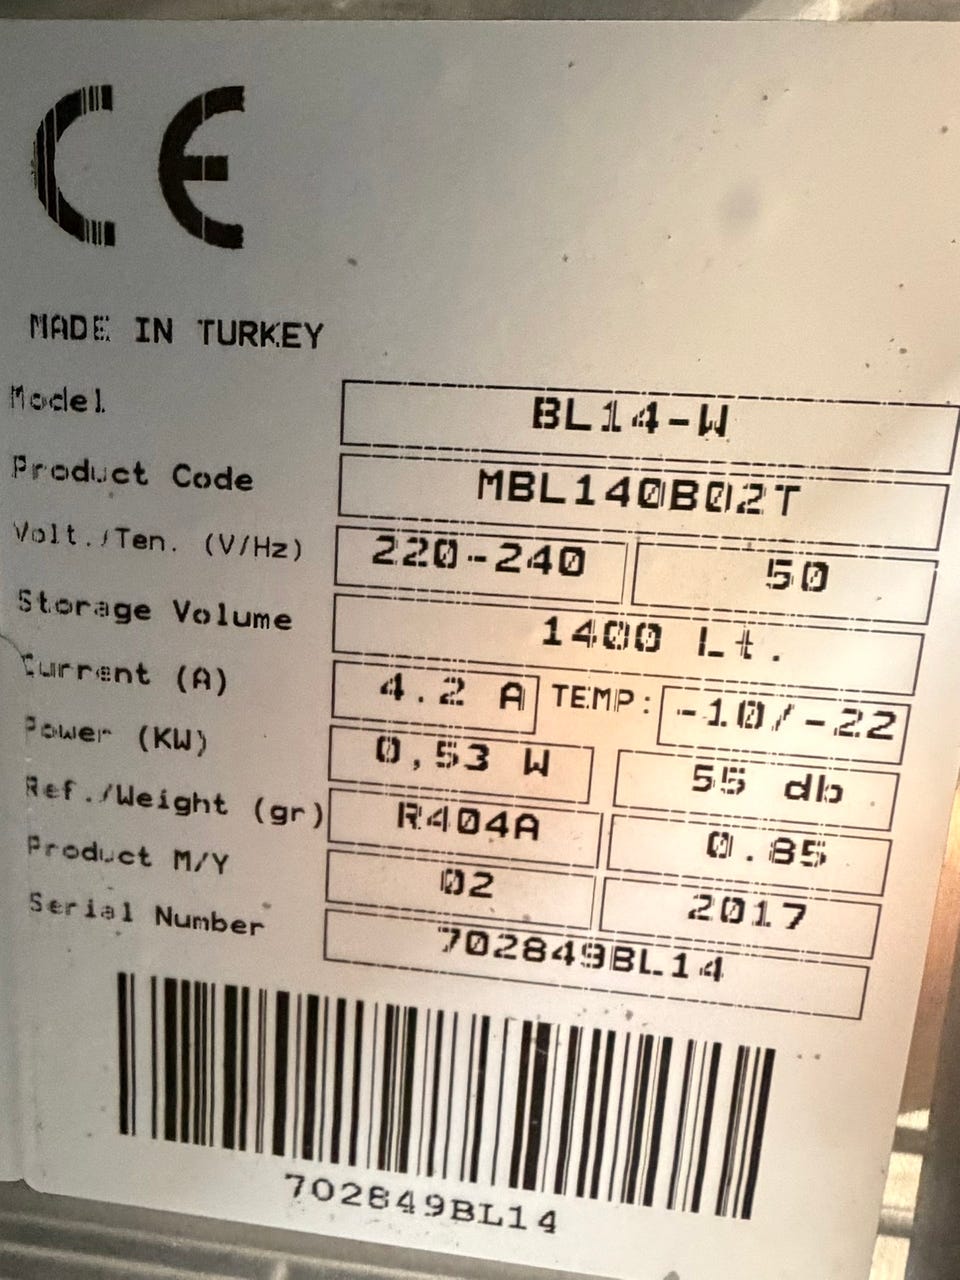 CE
MADE IN TURKEY
Model BL14-W
Product Code MBL140B02T
Volt./Ten. (V/Hz) 220-240 50
Storage Volume 1400 Lt.
Current (A) 4.2 A TEMP: -10/-22
Power (KW) 0,53 W 55 db
Ref./Weight (gr) R404A 0.85
Product M/Y 02 2017
Serial Number 702849BL14
702849BL14